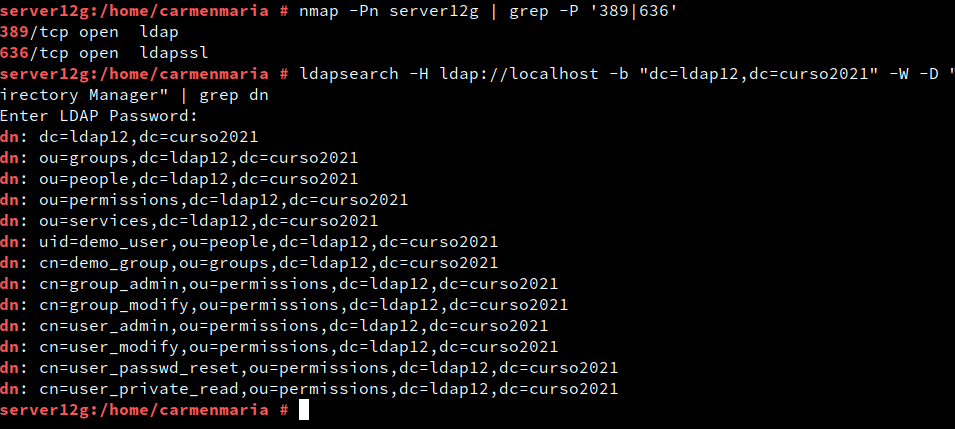 server12g:/home/carmenmaria # nmap -Pn server12g | grep -P '389|636'
389/tcp open  ldap
636/tcp open  ldapssl
server12g:/home/carmenmaria # ldapsearch -H ldap://localhost -b "dc=ldap12,dc=curso2021" -W -D "
irectory Manager" | grep dn
Enter LDAP Password:
dn: dc=ldap12,dc=curso2021
dn: ou=groups,dc=ldap12,dc=curso2021
dn: ou=people,dc=ldap12,dc=curso2021
dn: ou=permissions,dc=ldap12,dc=curso2021
dn: ou=services,dc=ldap12,dc=curso2021
dn: uid=demo_user,ou=people,dc=ldap12,dc=curso2021
dn: cn=demo_group,ou=groups,dc=ldap12,dc=curso2021
dn: cn=group_admin,ou=permissions,dc=ldap12,dc=curso2021
dn: cn=group_modify,ou=permissions,dc=ldap12,dc=curso2021
dn: cn=user_admin,ou=permissions,dc=ldap12,dc=curso2021
dn: cn=user_modify,ou=permissions,dc=ldap12,dc=curso2021
dn: cn=user_passwd_reset,ou=permissions,dc=ldap12,dc=curso2021
dn: cn=user_private_read,ou=permissions,dc=ldap12,dc=curso2021
server12g:/home/carmenmaria #